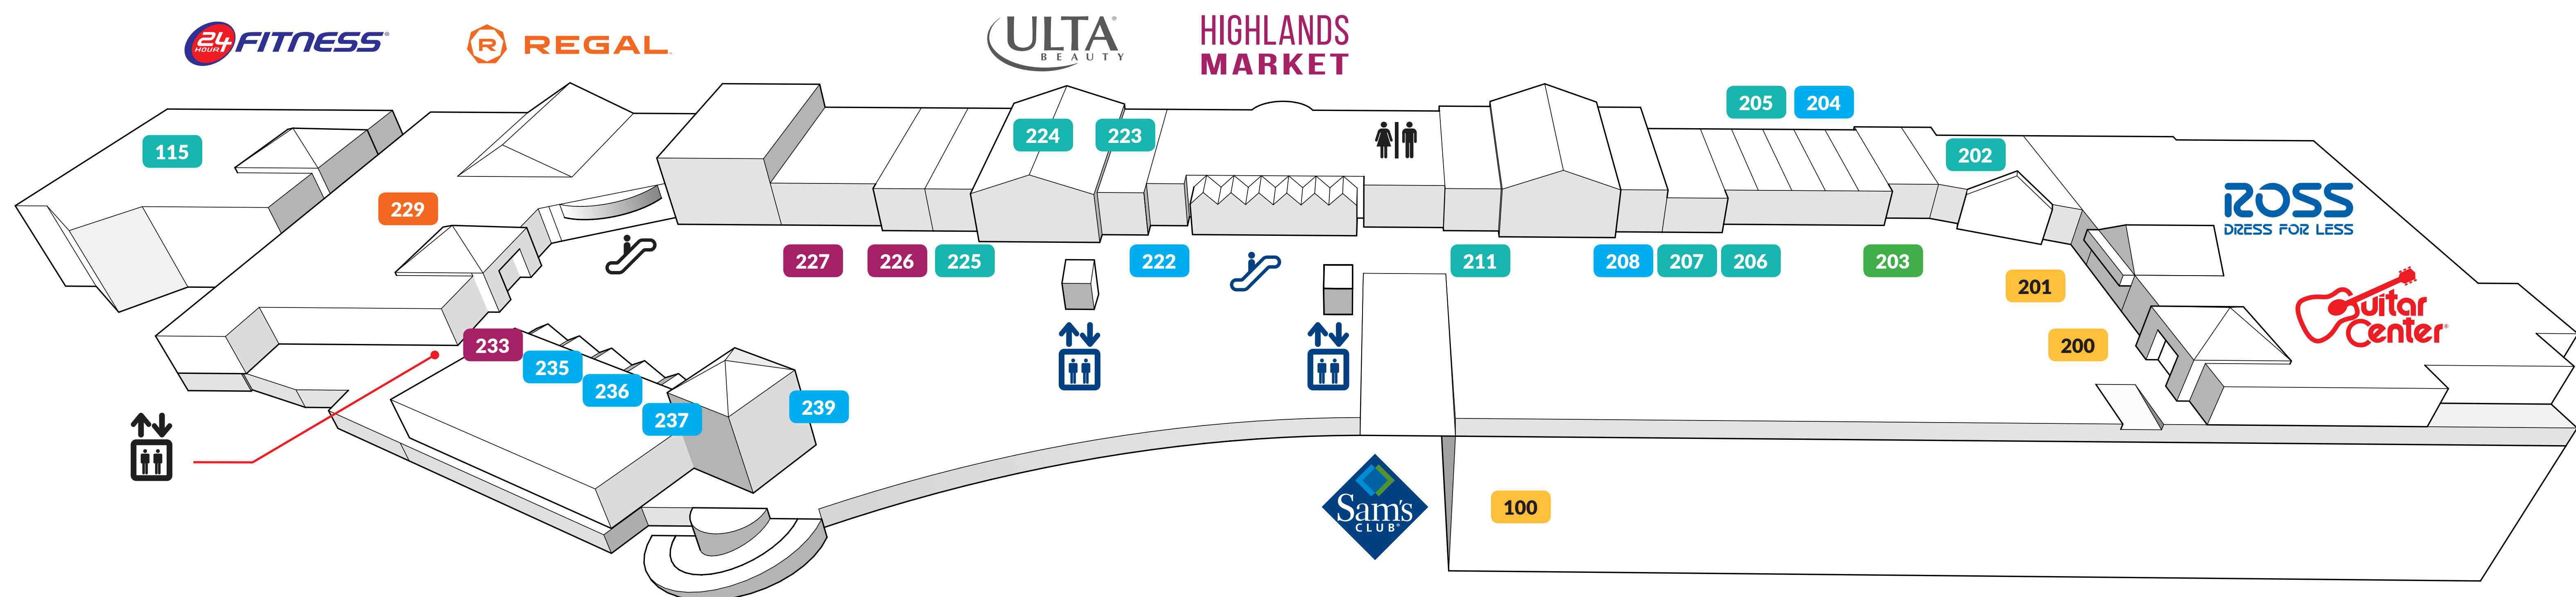 24 HOUR FITNESS®
R REGAL
ULTA®
BEAUTY
HIGHLANDS
MARKET
115
229
224
223
205
204
202
ROSS
DRESS FOR LESS
227
226
225
222
211
208
207
206
203
201
Guitar
Center®
200
233
235
236
237
239
Sam's
CLUB®
100